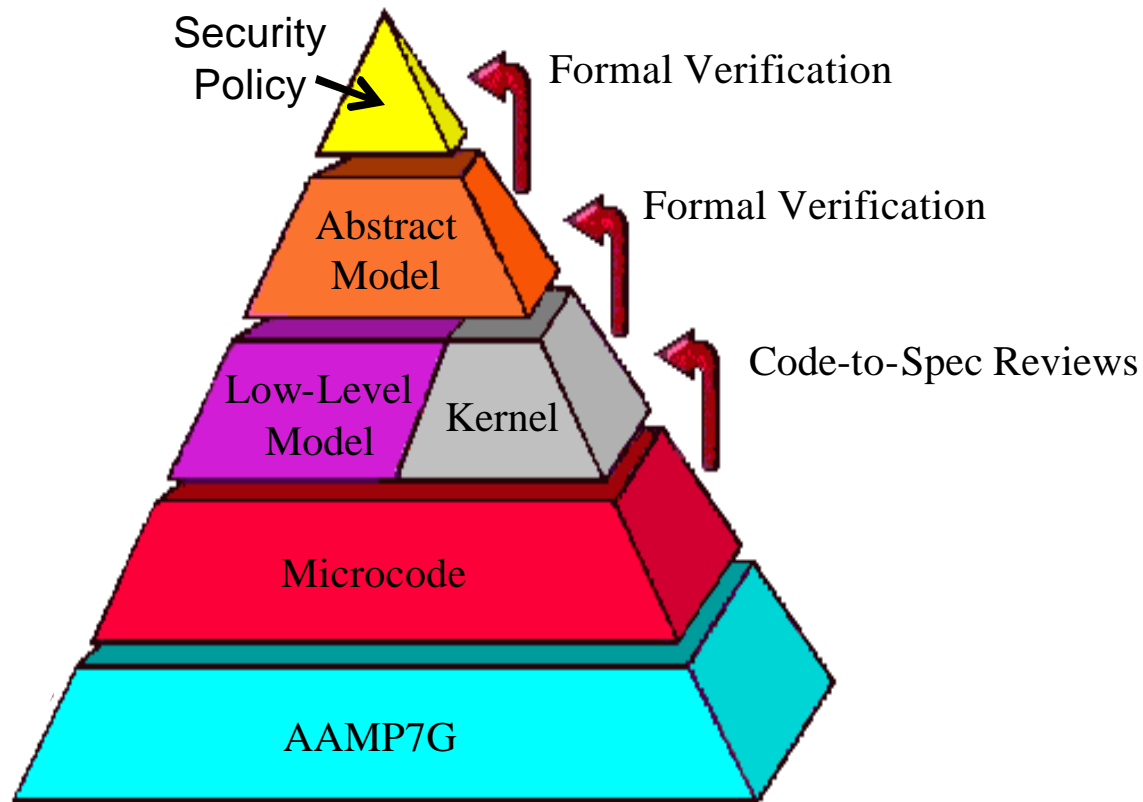 Security
Policy
Formal Verification
Formal Verification
Abstract
Model
Code-to-Spec Reviews
Low-Level
Model
Kernel
Microcode
AAMP7G